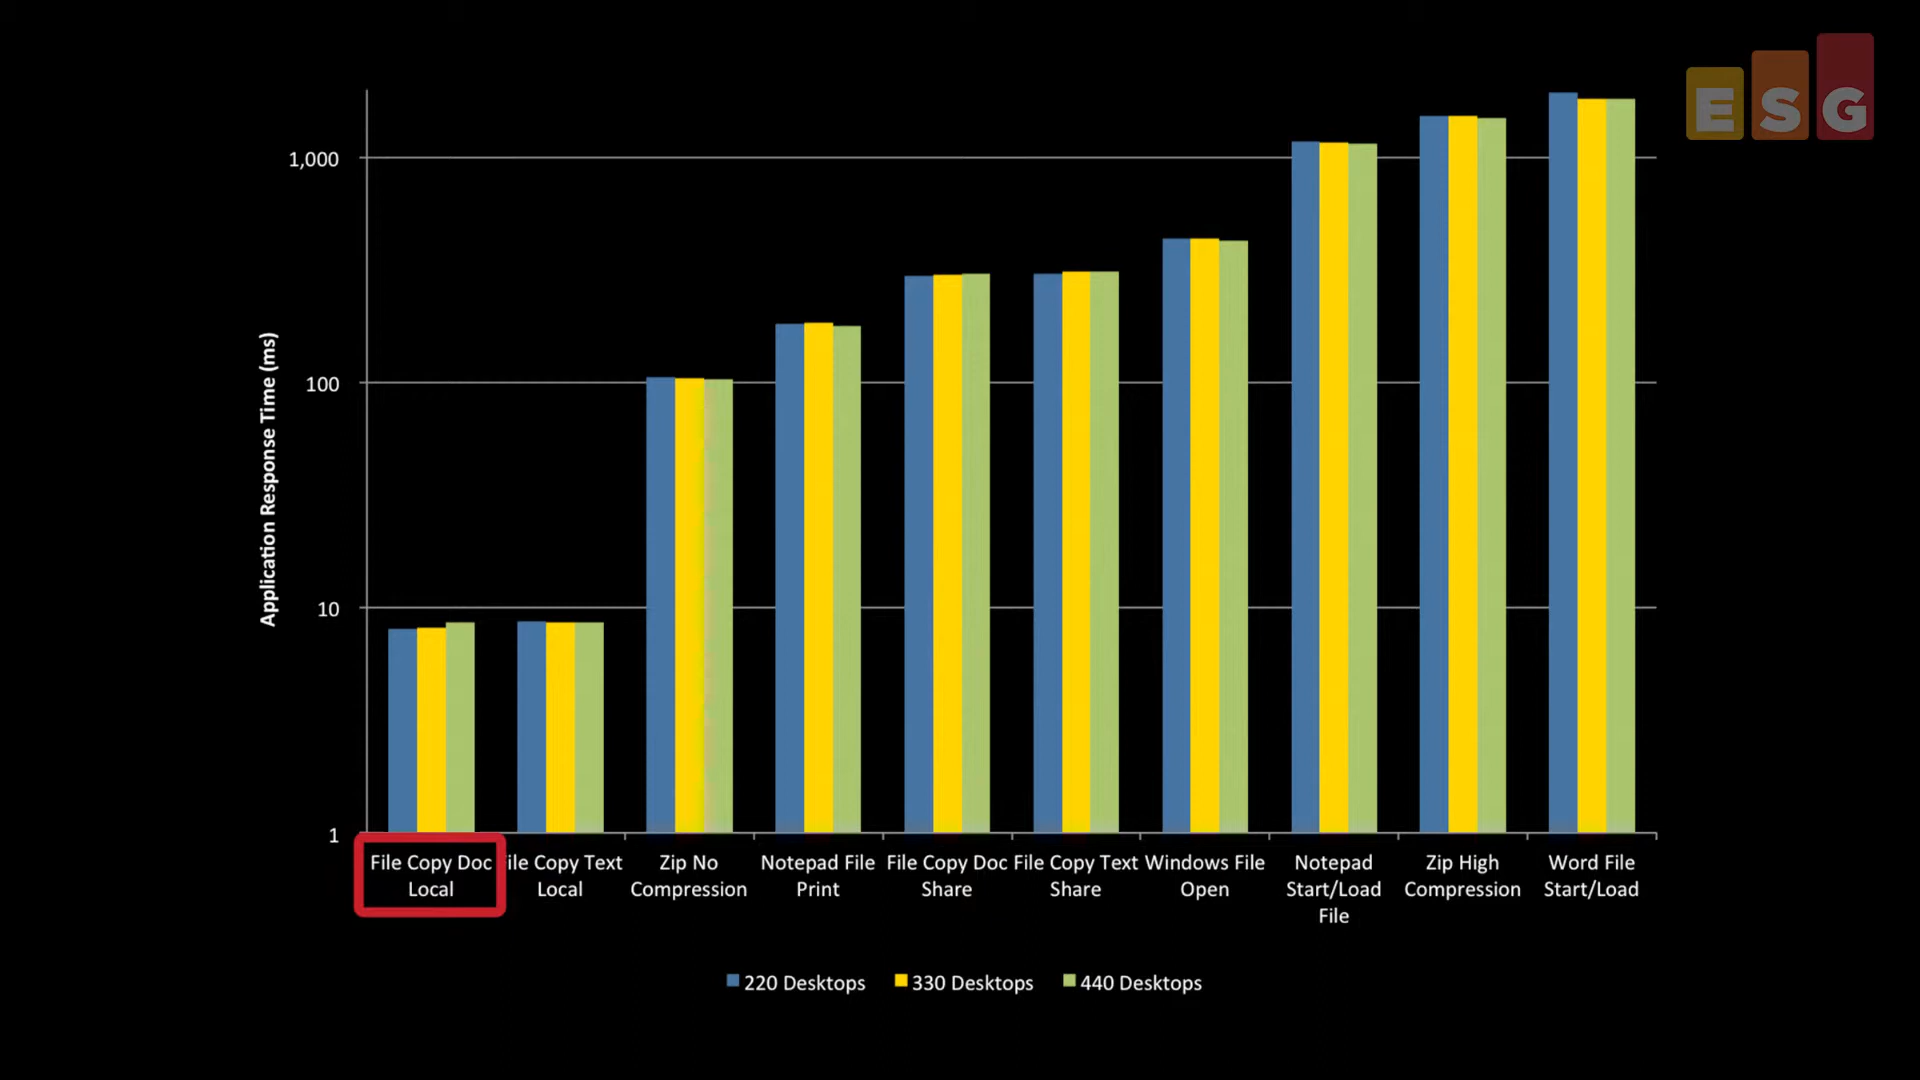 ESG
1,000
100
10
1
Application Response Time (ms)
File Copy Doc
Local
ile Copy Text
Local
Zip No
Compression
Notepad File
Print
File Copy Doc
Share
File Copy Text
Share
Windows File
Open
Notepad
Start/Load
File
Zip High
Compression
Word File
Start/Load
220 Desktops
330 Desktops
440 Desktops